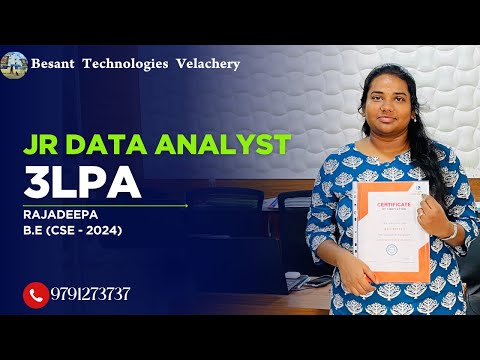 Besant Technologies Velachery
JR DATA ANALYST
3LPA
RAJADEEPA
B.E (CSE - 2024)
9791273737
CERTIFICATE